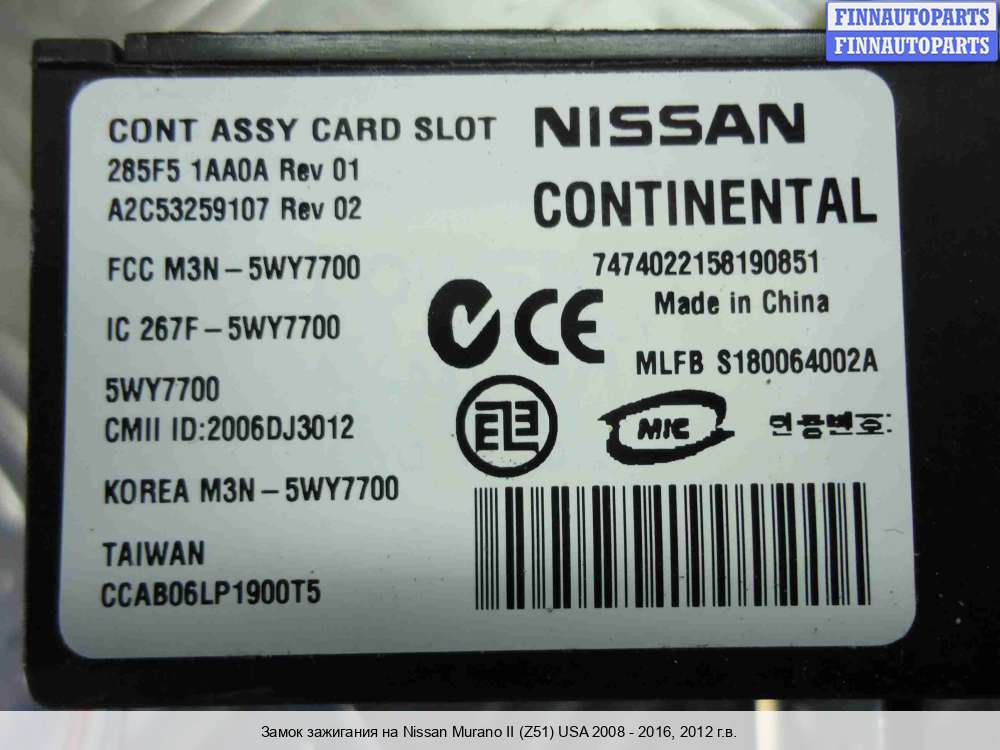 FINNAUTOPARTS
FINNAUTOPARTS
CONT ASSY CARD SLOT
285F5 1AA0A Rev 01
A2C53259107 Rev 02
FCC M3N-5WY7700
IC 267F-5WY7700
5WY7700
CMII ID:2006DJ3012
KOREA M3N-5WY7700
TAIWAN
CCAB06LP1900T5
NISSAN
CONTINENTAL
7474022158190851
Made in China
CE
MLFB S180064002A
MIC
인증번호:
Замок зажигания на Nissan Murano II (Z51) USA 2008 - 2016, 2012 г.в.